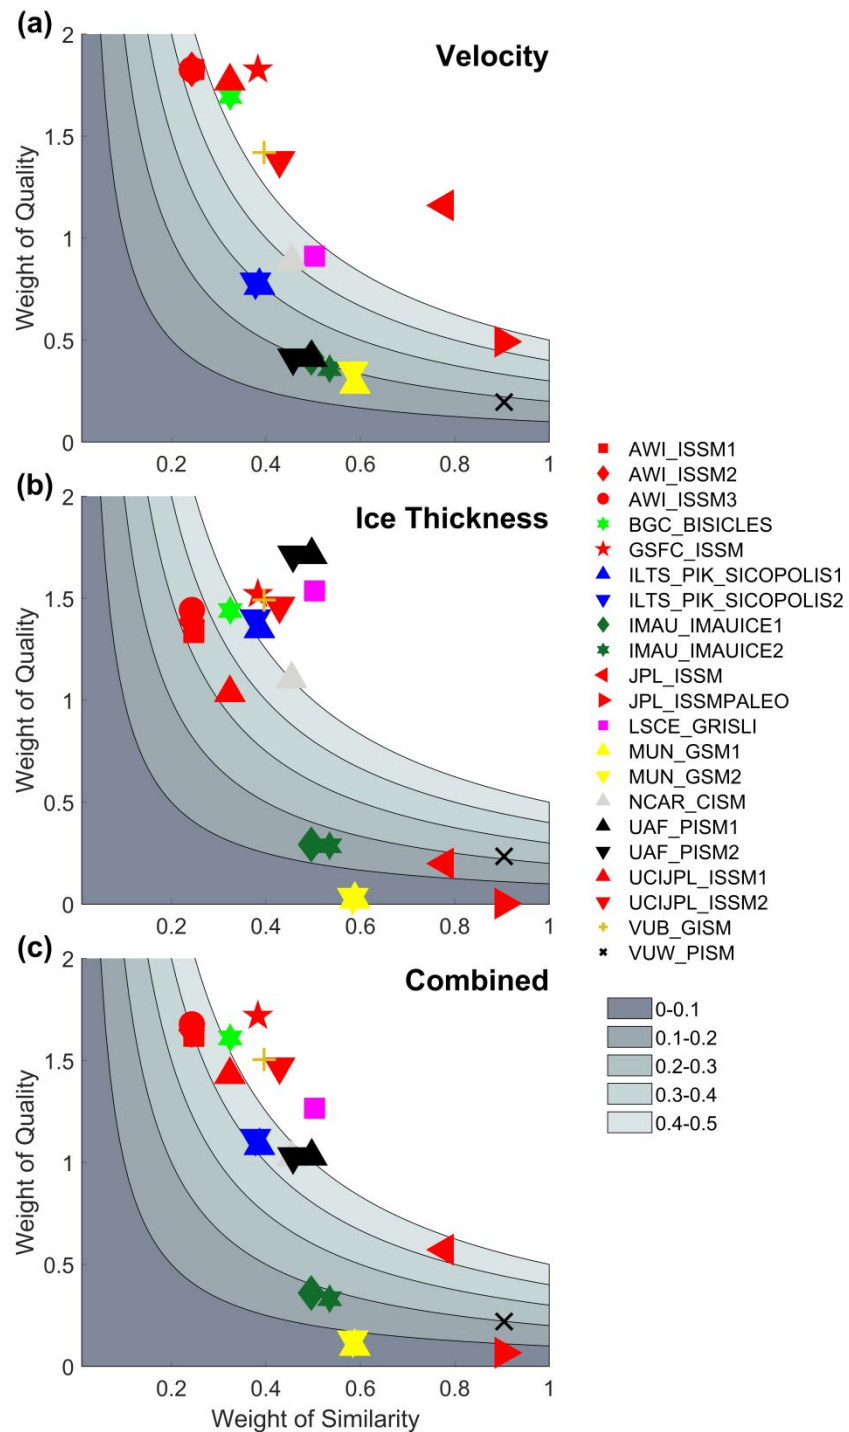 (a)
Velocity
Weight of Quality
2
1.5
1
0.5
0
0.2
0.4
0.6
0.8
1
(b)
Ice Thickness
Weight of Quality
2
1.5
1
0.5
0
0.2
0.4
0.6
0.8
1
(c)
Combined
Weight of Quality
2
1.5
1
0.5
0
0.2
0.4
0.6
0.8
1
Weight of Similarity
AWI_ISSM1
AWI_ISSM2
AWI_ISSM3
BGC_BISICLES
GSFC_ISSM
ILTS_PIK_SICOPOLIS1
ILTS_PIK_SICOPOLIS2
IMAU_IMAUICE1
IMAU_IMAUICE2
JPL_ISSM
JPL_ISSMPALEO
LSCE_GRISLI
MUN_GSM1
MUN_GSM2
NCAR_CISM
UAF_PISM1
UAF_PISM2
UCIJPL_ISSM1
UCIJPL_ISSM2
VUB_GISM
VUW_PISM
0-0.1
0.1-0.2
0.2-0.3
0.3-0.4
0.4-0.5